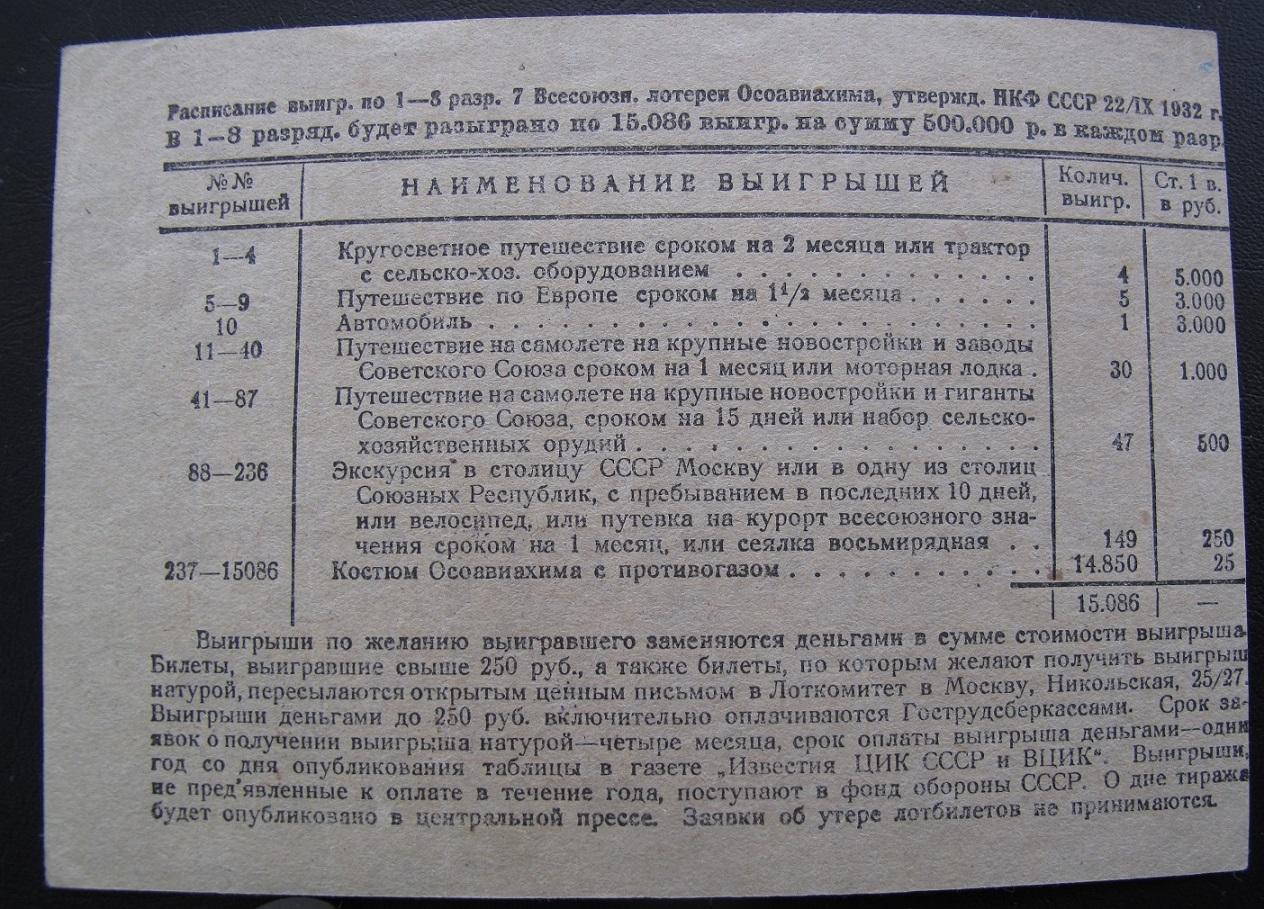 Расписание выигр. по 1—8 разр. 7 Всесоюзн. лотереи Осоавиахима, утвержд. НКФ СССР 22/IX 1932 г.
В 1—8 разряд. будет разыграно по 15.086 выигр. на сумму 500.000 р. в каждом разр.
№№ выигрышей НАИМЕНОВАНИЕ ВЫИГРЫШЕЙ Колич. выигр. Ст. 1 в. в руб.
1—4 Кругосветное путешествие сроком на 2 месяца или трактор
с сельско-хоз. оборудованием . . . . . . . . . . . . . 4 5.000
5—9 Путешествие по Европе сроком на 1 1/2 месяца . . . . . . 5 3.000
10 Автомобиль . . . . . . . . . . . . . . . . . . . . . . . 1 3.000
11—40 Путешествие на самолете на крупные новостройки и заводы
Советского Союза сроком на 1 месяц или моторная лодка . 30 1.000
41—87 Путешествие на самолете на крупные новостройки и гиганты
Советского Союза, сроком на 15 дней или набор сельско-
хозяйственных орудий . . . . . . . . . . . . . . . . . 47 500
88—236 Экскурсия в столицу СССР Москву или в одну из столиц
Союзных Республик, с пребыванием в последних 10 дней,
или велосипед, или путевка на курорт всесоюзного зна-
чения сроком на 1 месяц, или сеялка восьмирядная . . 149 250
237—15086 Костюм Осоавиахима с противогазом . . . . . . . . . . . 14.850 25
15.086 —
Выигрыши по желанию выигравшего заменяются деньгами в сумме стоимости выигрыша.
Билеты, выигравшие свыше 250 руб., а также билеты, по которым желают получить выигрыш
натурой, пересылаются открытым ценным письмом в Лоткомитет в Москву, Никольская, 25/27.
Выигрыши деньгами до 250 руб. включительно оплачиваются Гострудсберкассами. Срок за-
явок о получении выигрыша натурой—четыре месяца, срок оплаты выигрыша деньгами—один
год со дня опубликования таблицы в газете „Известия ЦИК СССР и ВЦИК“. Выигрыши,
не пред'явленные к оплате в течение года, поступают в фонд обороны СССР. О дне тиража
будет опубликовано в центральной прессе. Заявки об утере лотбилетов не принимаются.